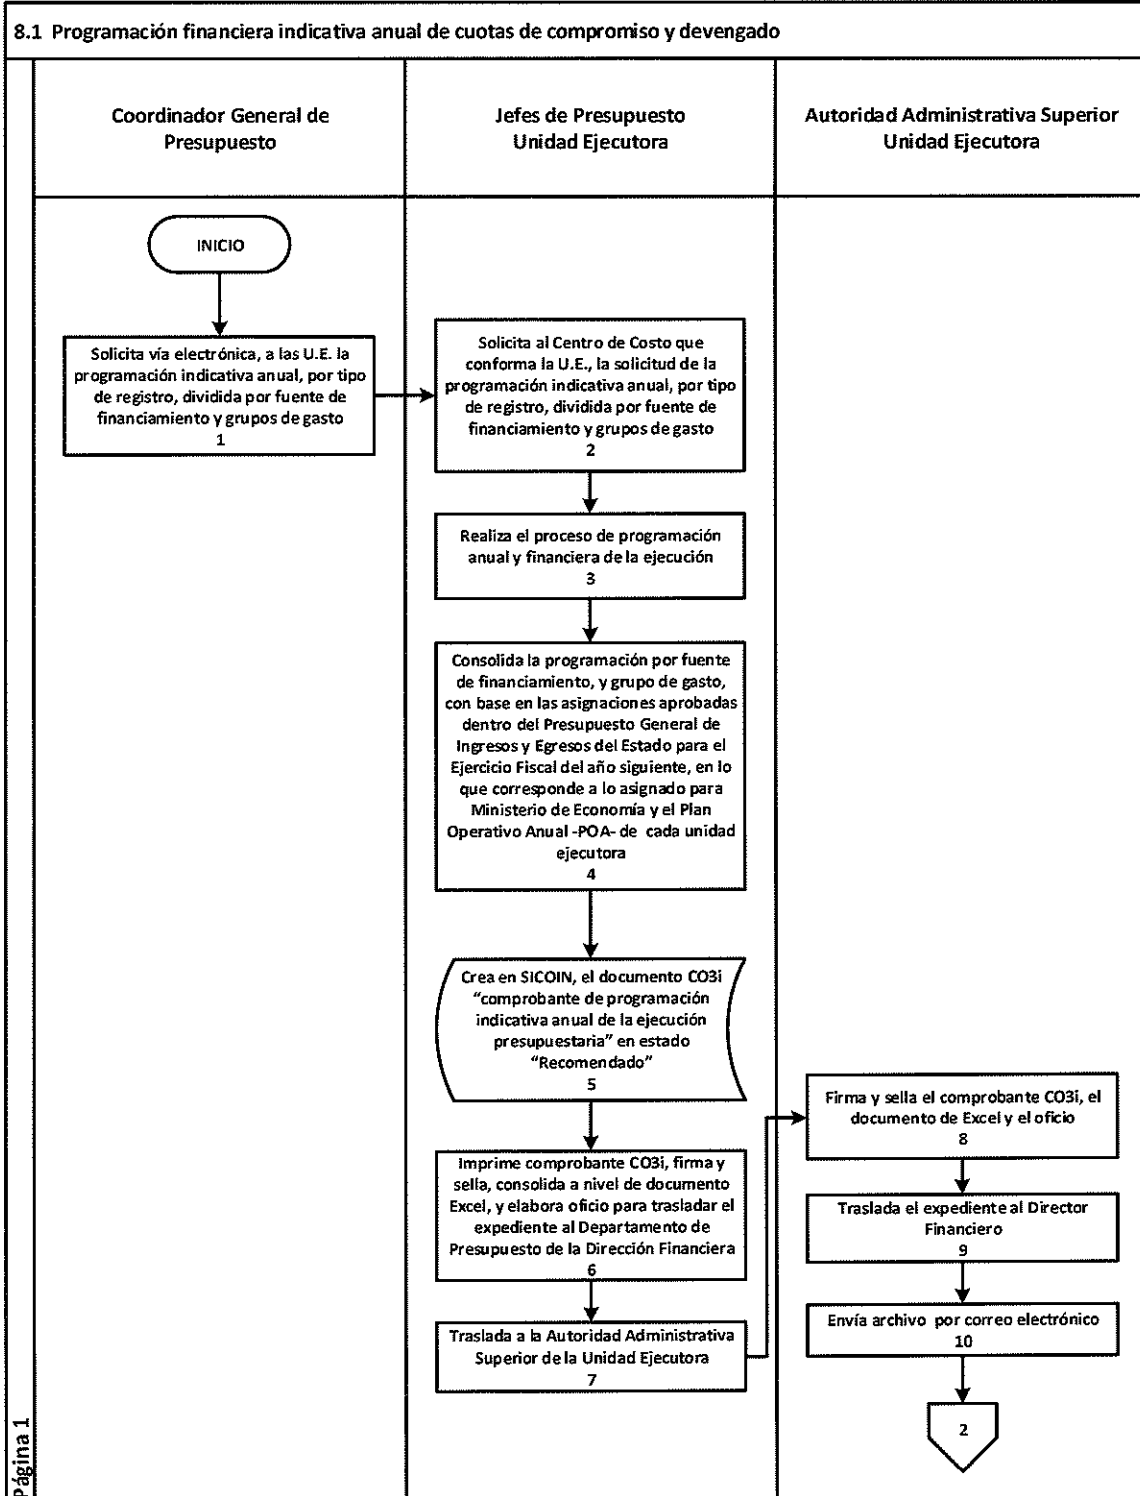 8.1 Programación financiera indicativa anual de cuotas de compromiso y devengado
Coordinador General de
Presupuesto
Jefes de Presupuesto
Unidad Ejecutora
Autoridad Administrativa Superior
Unidad Ejecutora
INICIO
Solicita vía electrónica, a las U.E. la
programación indicativa anual, por tipo
de registro, dividida por fuente de
financiamiento y grupos de gasto
1
Solicita al Centro de Costo que
conforma la U.E., la solicitud de la
programación indicativa anual, por tipo
de registro, dividida por fuente de
financiamiento y grupos de gasto
2
Realiza el proceso de programación
anual y financiera de la ejecución
3
Consolida la programación por fuente
de financiamiento, y grupo de gasto,
con base en las asignaciones aprobadas
dentro del Presupuesto General de
Ingresos y Egresos del Estado para el
Ejercicio Fiscal del año siguiente, en lo
que corresponde a lo asignado para
Ministerio de Economía y el Plan
Operativo Anual -POA- de cada unidad
ejecutora
4
Crea en SICOIN, el documento CO3i
“comprobante de programación
indicativa anual de la ejecución
presupuestaria” en estado
“Recomendado”
5
Imprime comprobante CO3i, firma y
sella, consolida a nivel de documento
Excel, y elabora oficio para trasladar el
expediente al Departamento de
Presupuesto de la Dirección Financiera
6
Traslada a la Autoridad Administrativa
Superior de la Unidad Ejecutora
7
Firma y sella el comprobante CO3i, el
documento de Excel y el oficio
8
Traslada el expediente al Director
Financiero
9
Envía archivo por correo electrónico
10
2
Página 1